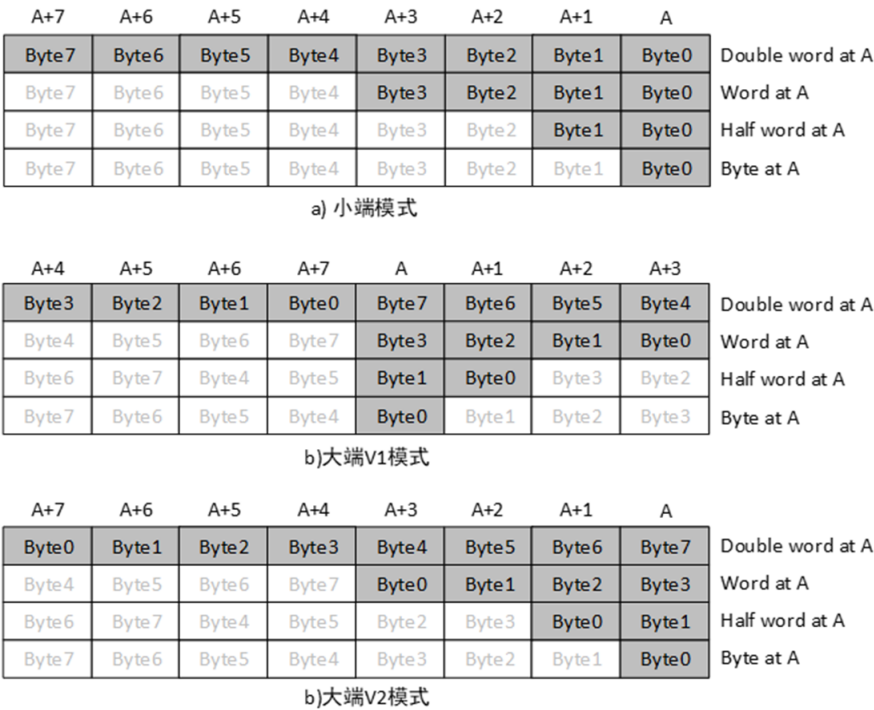 A+7 A+6 A+5 A+4 A+3 A+2 A+1 A
Byte7 Byte6 Byte5 Byte4 Byte3 Byte2 Byte1 Byte0 Double word at A
Byte7 Byte6 Byte5 Byte4 Byte3 Byte2 Byte1 Byte0 Word at A
Byte7 Byte6 Byte5 Byte4 Byte3 Byte2 Byte1 Byte0 Half word at A
Byte7 Byte6 Byte5 Byte4 Byte3 Byte2 Byte1 Byte0 Byte at A
a) 小端模式
A+4 A+5 A+6 A+7 A A+1 A+2 A+3
Byte3 Byte2 Byte1 Byte0 Byte7 Byte6 Byte5 Byte4 Double word at A
Byte4 Byte5 Byte6 Byte7 Byte3 Byte2 Byte1 Byte0 Word at A
Byte6 Byte7 Byte4 Byte5 Byte1 Byte0 Byte3 Byte2 Half word at A
Byte7 Byte6 Byte5 Byte4 Byte0 Byte1 Byte2 Byte3 Byte at A
b)大端V1模式
A+7 A+6 A+5 A+4 A+3 A+2 A+1 A
Byte0 Byte1 Byte2 Byte3 Byte4 Byte5 Byte6 Byte7 Double word at A
Byte4 Byte5 Byte6 Byte7 Byte0 Byte1 Byte2 Byte3 Word at A
Byte6 Byte7 Byte4 Byte5 Byte2 Byte3 Byte0 Byte1 Half word at A
Byte7 Byte6 Byte5 Byte4 Byte3 Byte2 Byte1 Byte0 Byte at A
b)大端V2模式